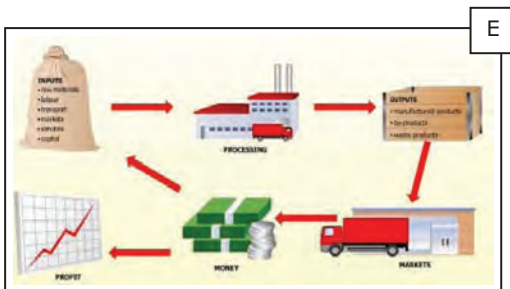 E
INPUTS
• raw materials
• labour
• transport
• markets
• services
• capital
PROCESSING
OUTPUTS
• manufactured products
• by-products
• waste products
PROFIT
MONEY
MARKETS